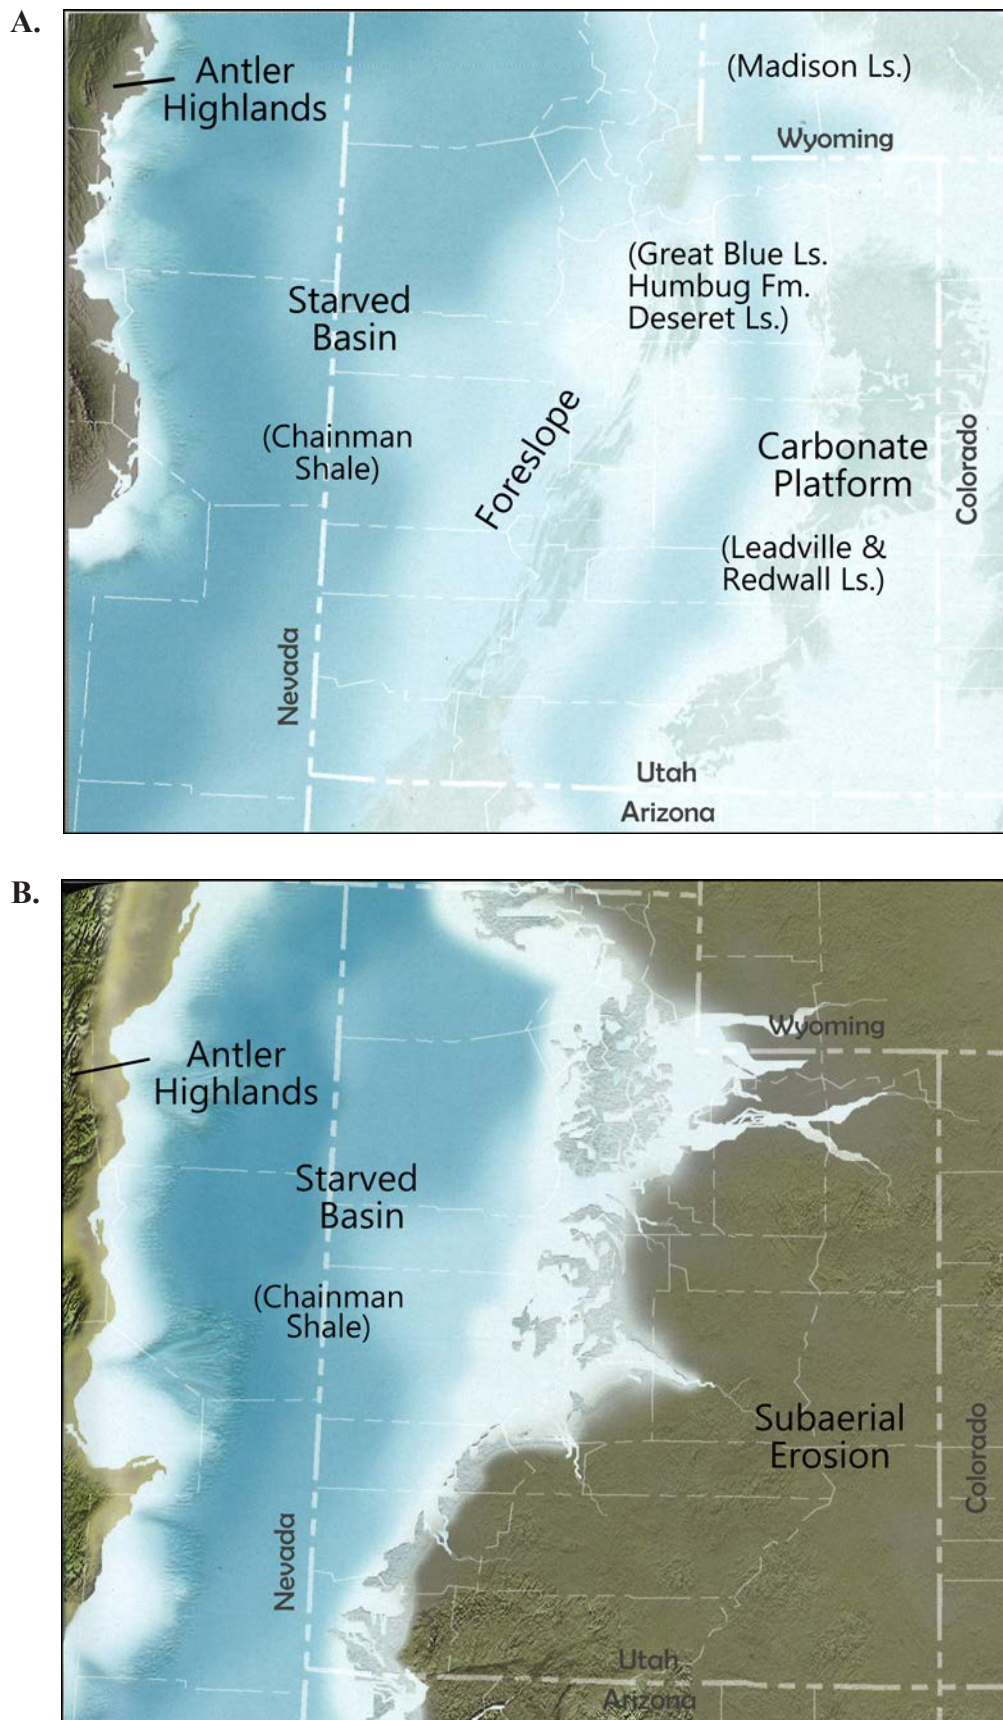 A.
Antler
Highlands
(Madison Ls.)
Wyoming
(Great Blue Ls.
Humbug Fm.
Deseret Ls.)
Starved
Basin
(Chainman
Shale)
Foreslope
Carbonate
Platform
Colorado
(Leadville &
Redwall Ls.)
Nevada
Utah
Arizona
B.
Wyoming
Antler
Highlands
Starved
Basin
(Chainman
Shale)
Subaerial
Erosion
Colorado
Nevada
Utah
Arizona